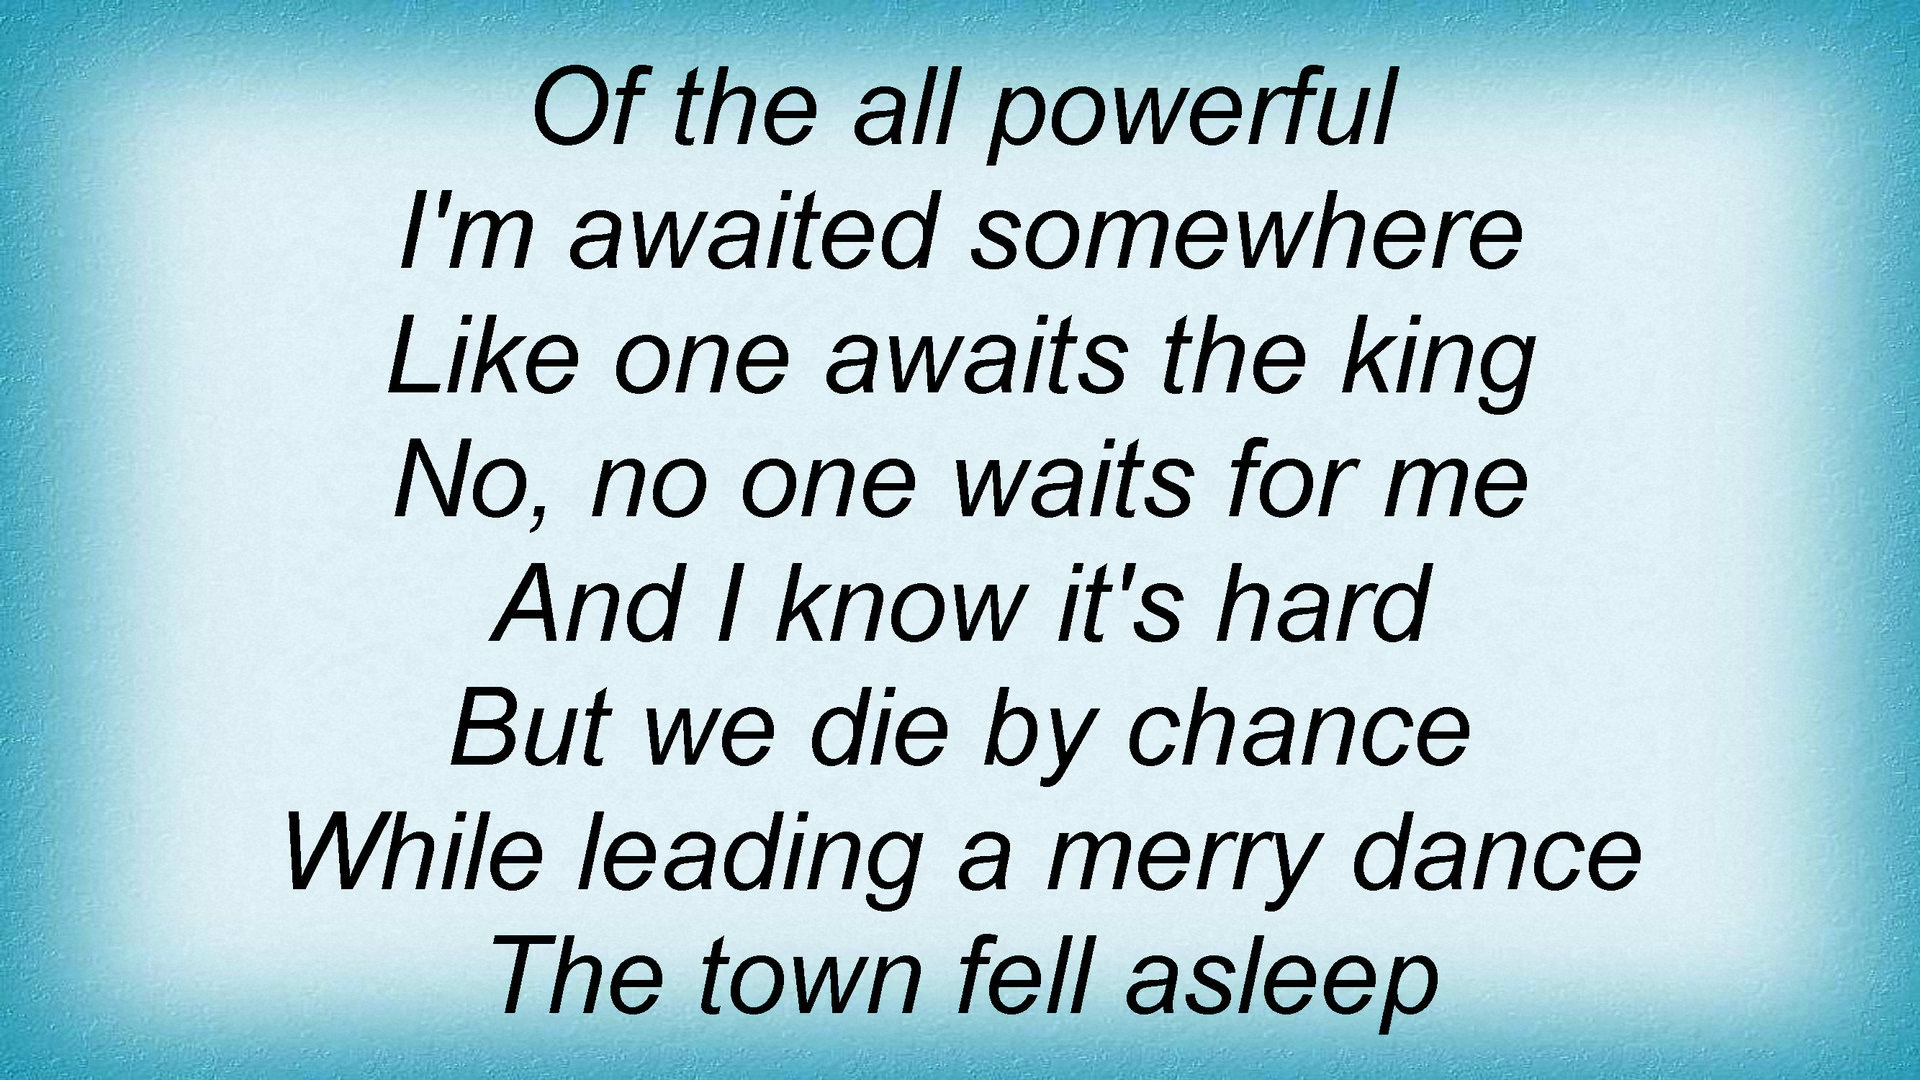 Of the all powerful
I'm awaited somewhere
Like one awaits the king
No, no one waits for me
And I know it's hard
But we die by chance
While leading a merry dance
The town fell asleep